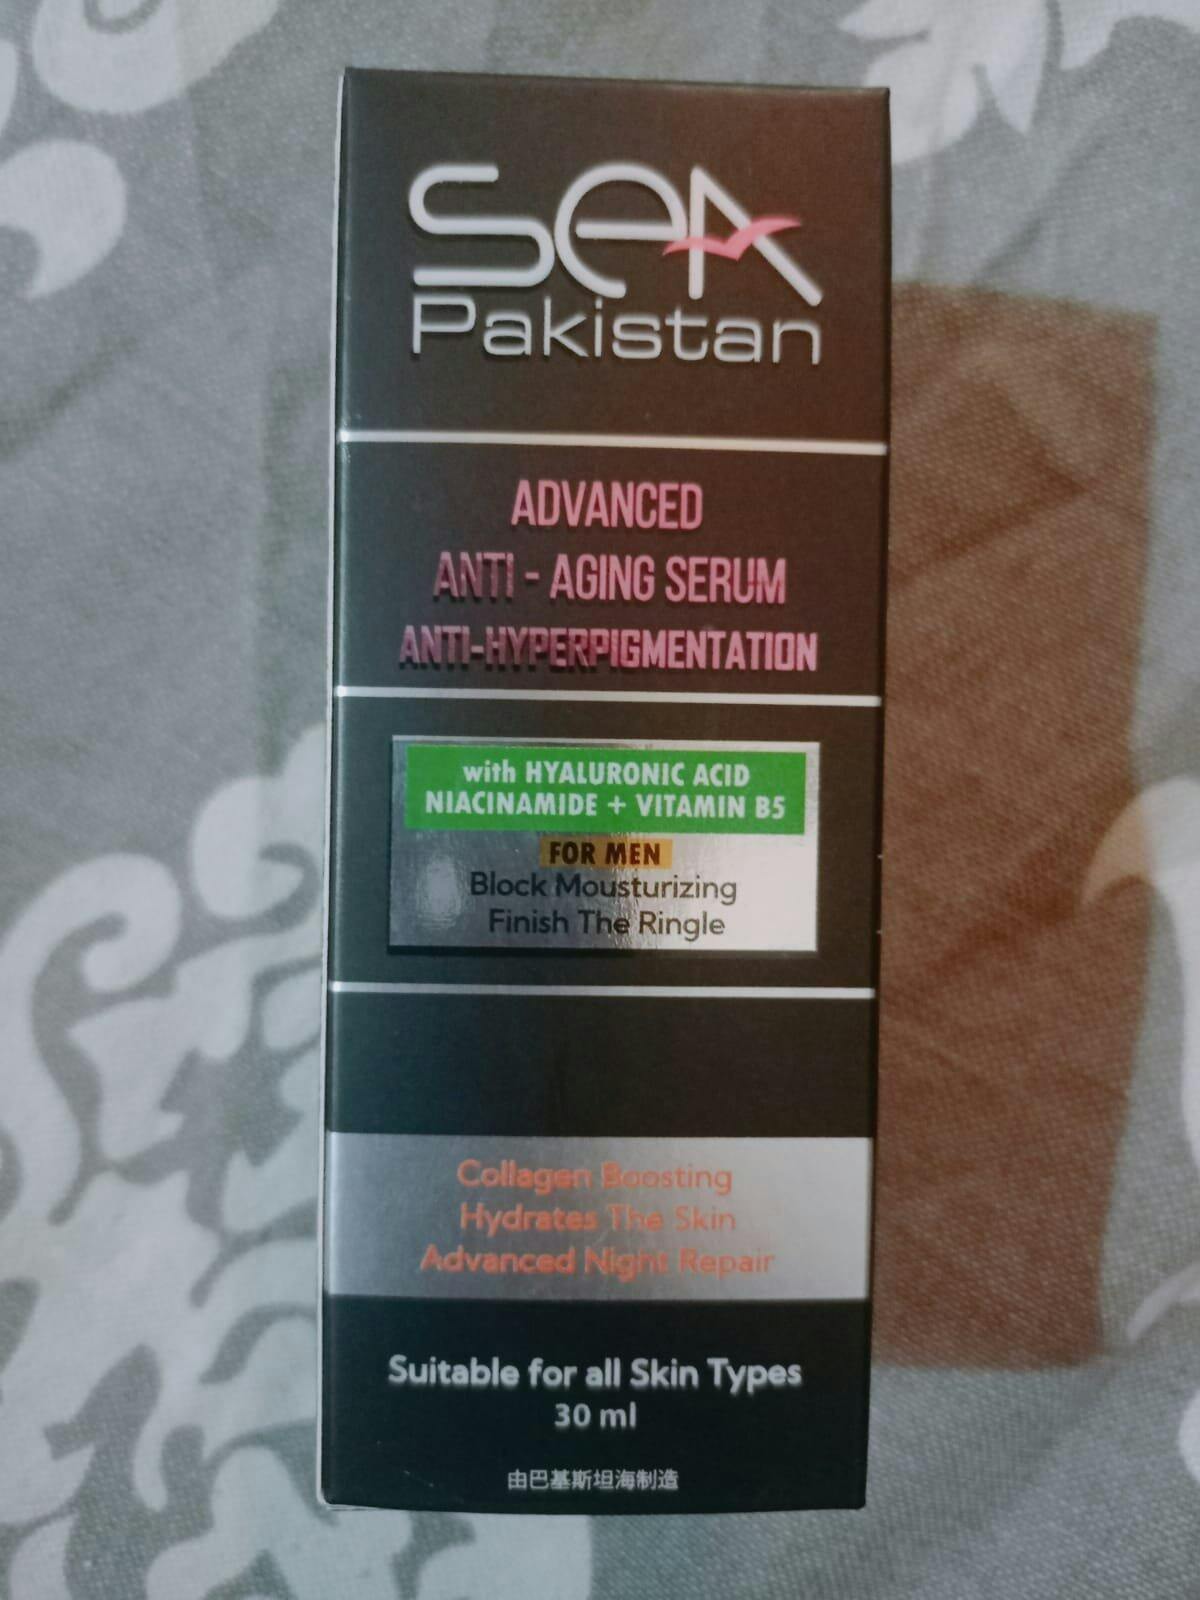 SEA
Pakistan
ADVANCED
ANTI - AGING SERUM
ANTI-HYPERPIGMENTATION
with HYALURONIC ACID
NIACINAMIDE + VITAMIN B5
FOR MEN
Block Mousturizing
Finish The Ringle
Collagen Boosting
Hydrates The Skin
Advanced Night Repair
Suitable for all Skin Types
30 ml
由巴基斯坦海制造